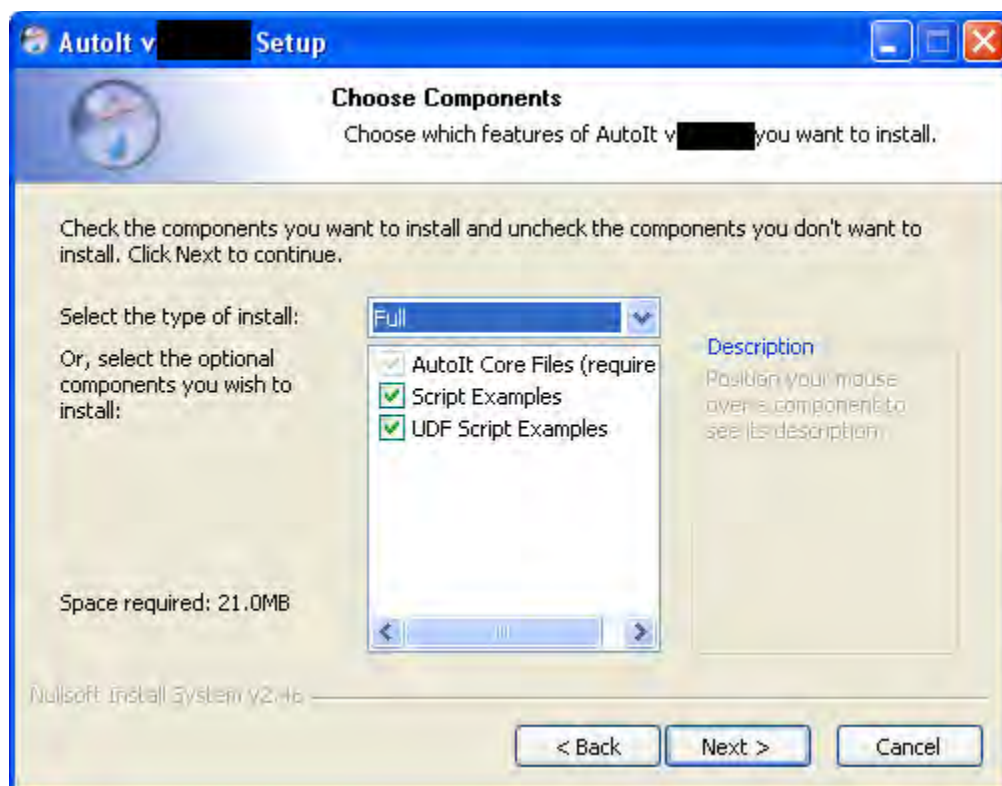 AutoIt v Setup
Choose Components
Choose which features of AutoIt v you want to install.
Check the components you want to install and uncheck the components you don't want to
install. Click Next to continue.
Select the type of install:
Full
Or, select the optional
components you wish to
install:
AutoIt Core Files (require
Script Examples
UDF Script Examples
Description
Position your mouse
over a component to
see its description.
Space required: 21.0MB
Nullsoft Install System v2.46
< Back
Next >
Cancel